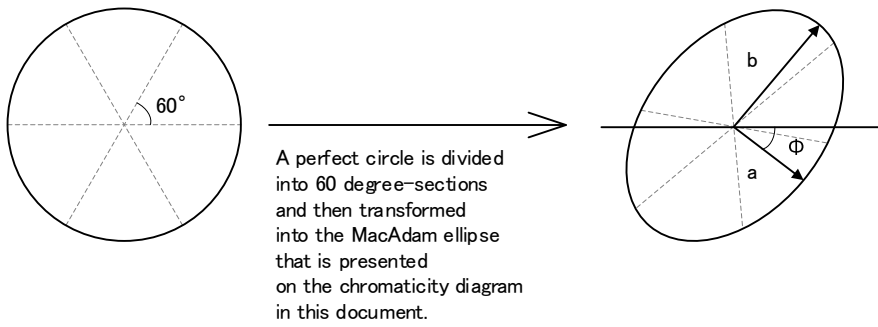 60°
A perfect circle is divided
into 60 degree-sections
and then transformed
into the MacAdam ellipse
that is presented
on the chromaticity diagram
in this document.
b
Φ
a